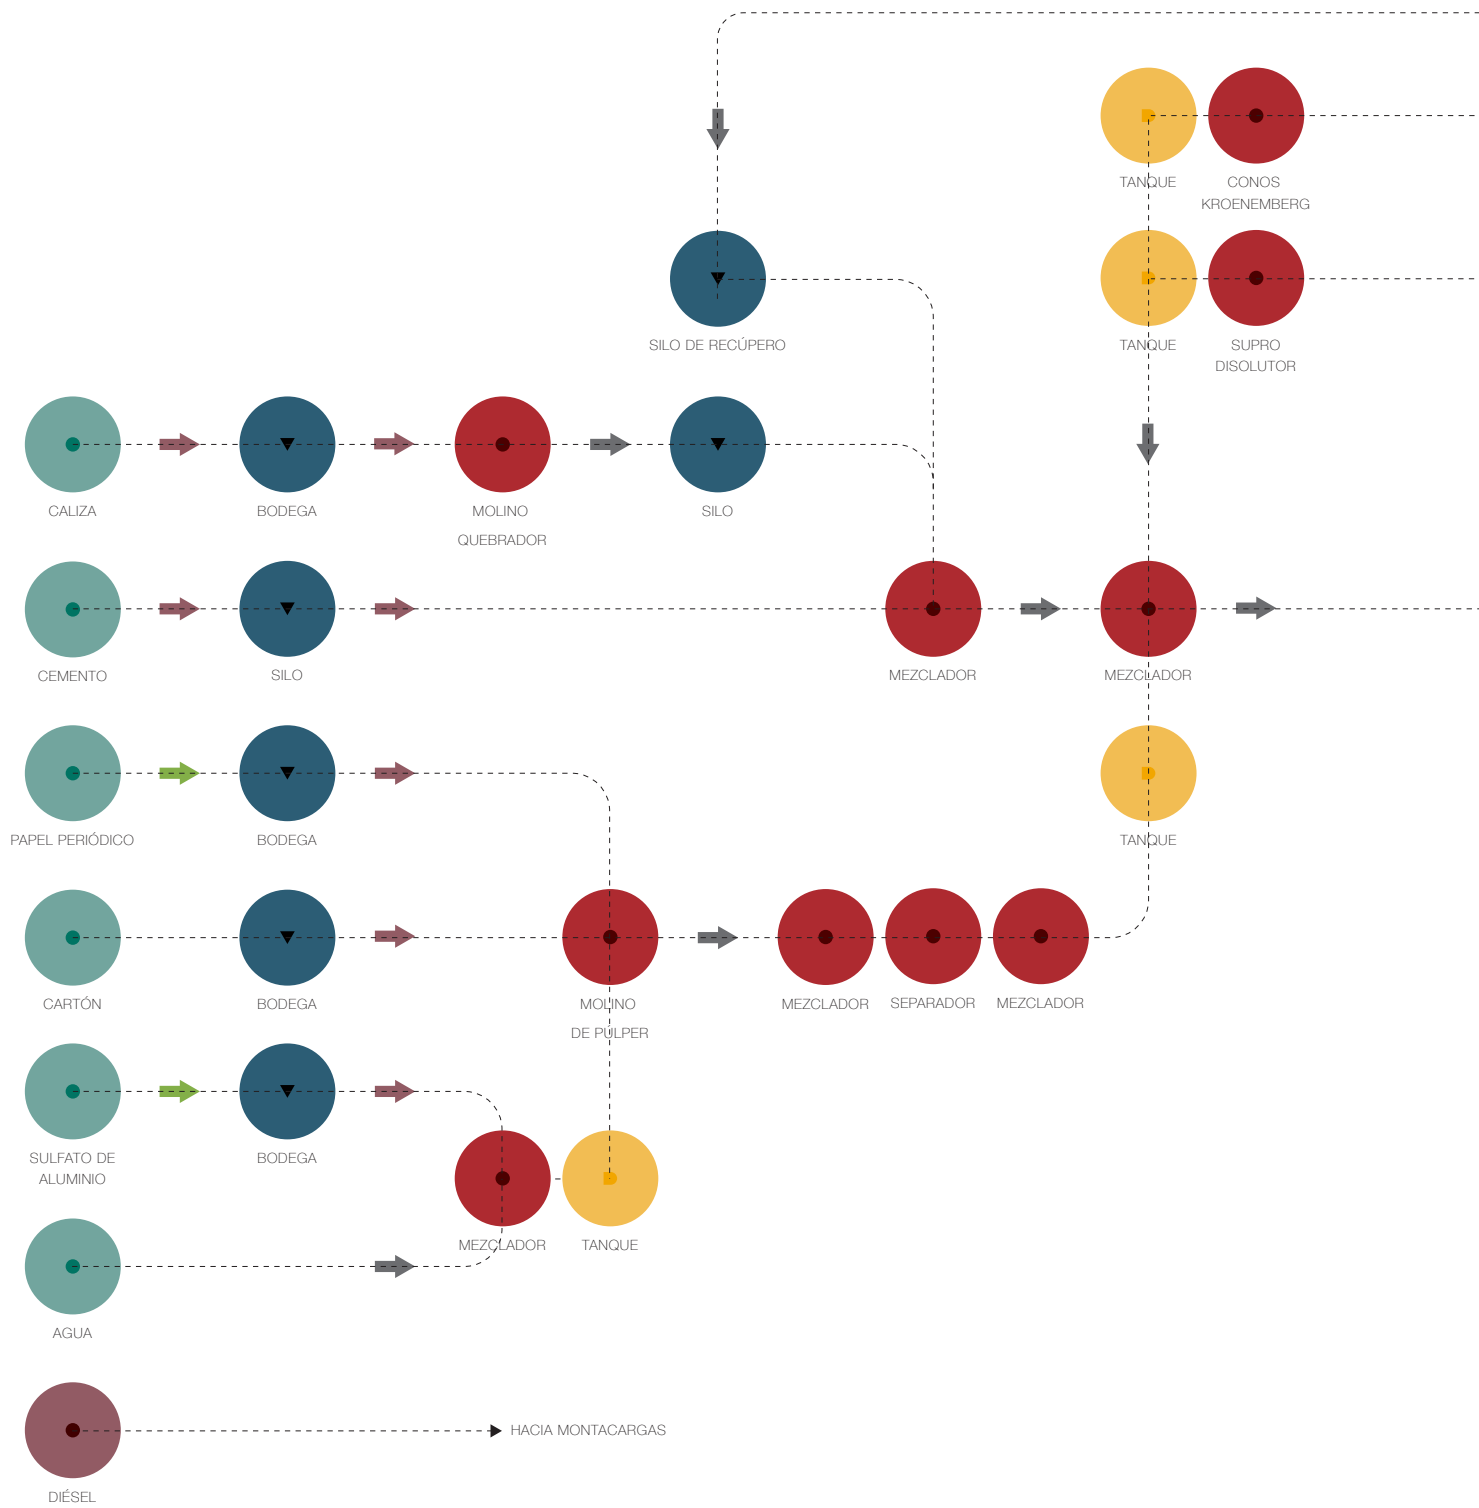 TANQUE
CONOS
KROENEMBERG
SILO DE RECÚPERO
TANQUE
SUPRO
DISOLUTOR
CALIZA
BODEGA
MOLINO
QUEBRADOR
SILO
CEMENTO
SILO
MEZCLADOR
MEZCLADOR
PAPEL PERIÓDICO
BODEGA
TANQUE
CARTÓN
BODEGA
MOLINO
DE PULPER
MEZCLADOR
SEPARADOR
MEZCLADOR
SULFATO DE
ALUMINIO
BODEGA
MEZCLADOR
TANQUE
AGUA
HACIA MONTACARGAS
DIÉSEL